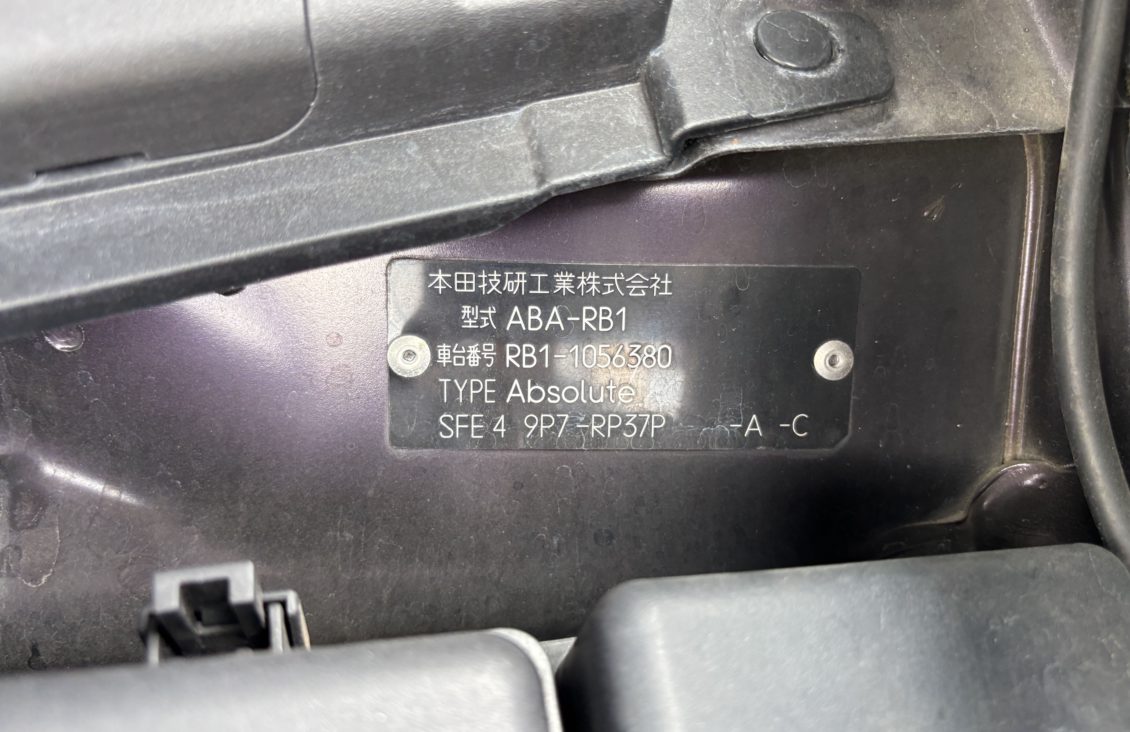 本田技研工業株式会社
型式 ABA-RB1
車台番号 RB1-1056380
TYPE Absolute
SFE 4 9P7-RP37P -A -C